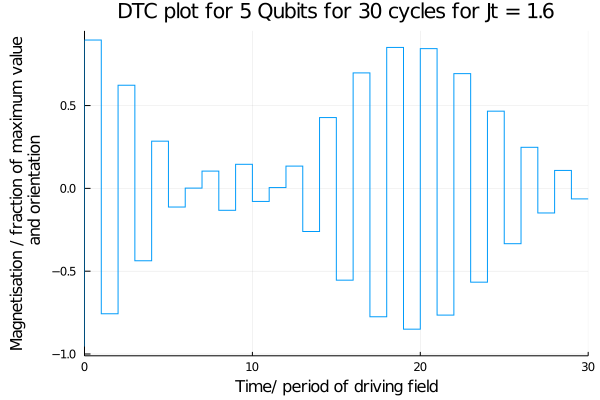 DTC plot for 5 Qubits for 30 cycles for Jt = 1.6
Magnetisation / fraction of maximum value
and orientation
0.5
0.0
−0.5
−1.0
0
10
20
30
Time/ period of driving field